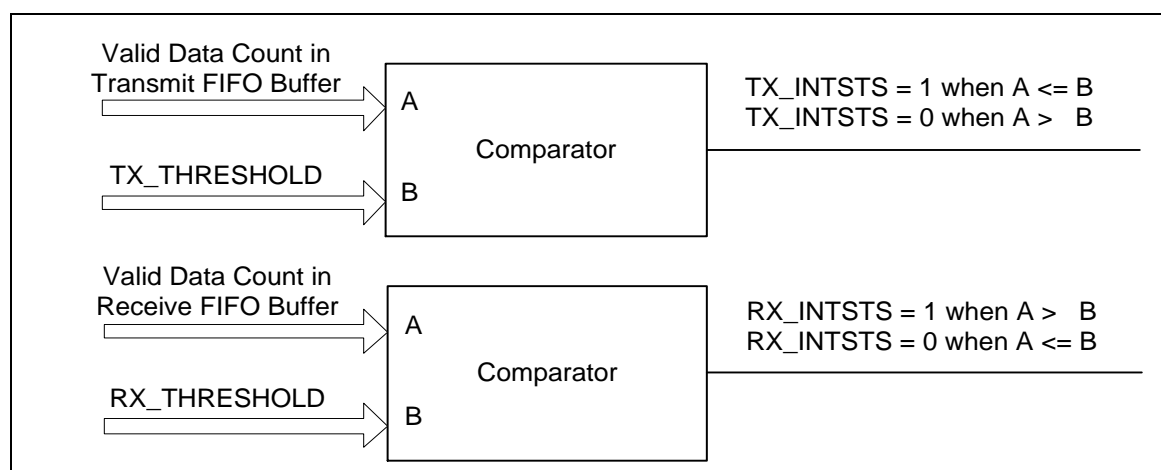 Valid Data Count in
Transmit FIFO Buffer
A
TX_THRESHOLD
B
Comparator
TX_INTSTS = 1 when A <= B
TX_INTSTS = 0 when A > B
Valid Data Count in
Receive FIFO Buffer
A
RX_THRESHOLD
B
Comparator
RX_INTSTS = 1 when A > B
RX_INTSTS = 0 when A <= B